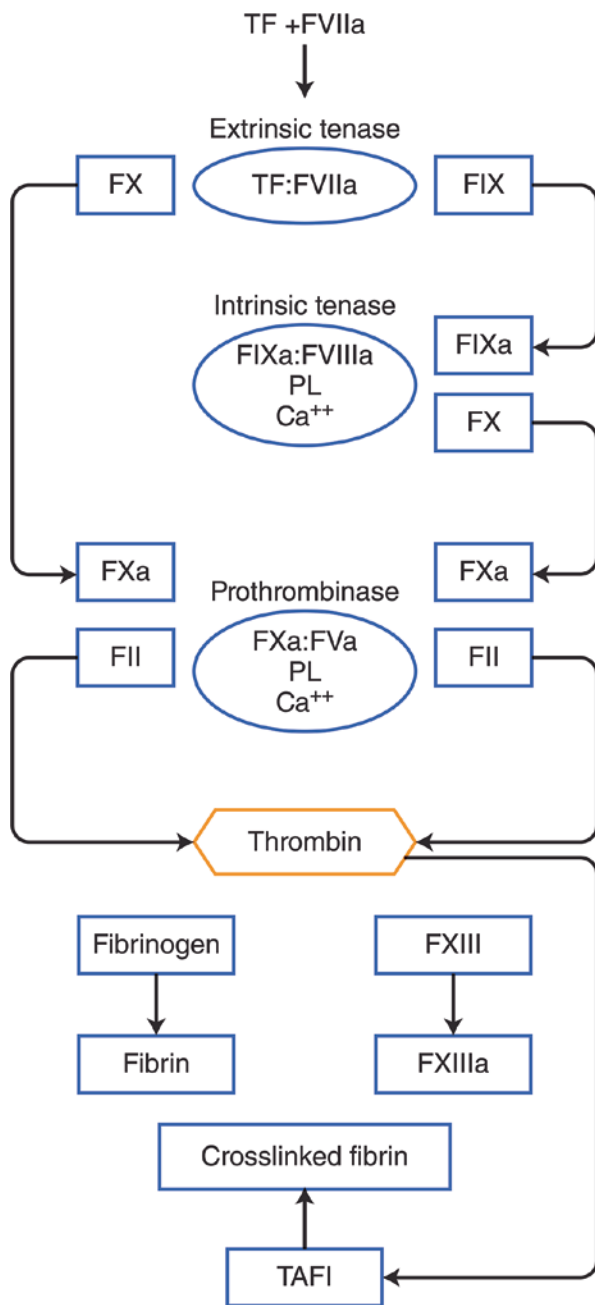 TF +FVIIa
Extrinsic tenase
FX
TF:FVIIa
FIX
Intrinsic tenase
FIXa:FVIIIa
PL
Ca++
FIXa
FX
FXa
FXa
Prothrombinase
FII
FXa:FVa
PL
Ca++
FII
Thrombin
Fibrinogen
FXIII
Fibrin
FXIIIa
Crosslinked fibrin
TAFI